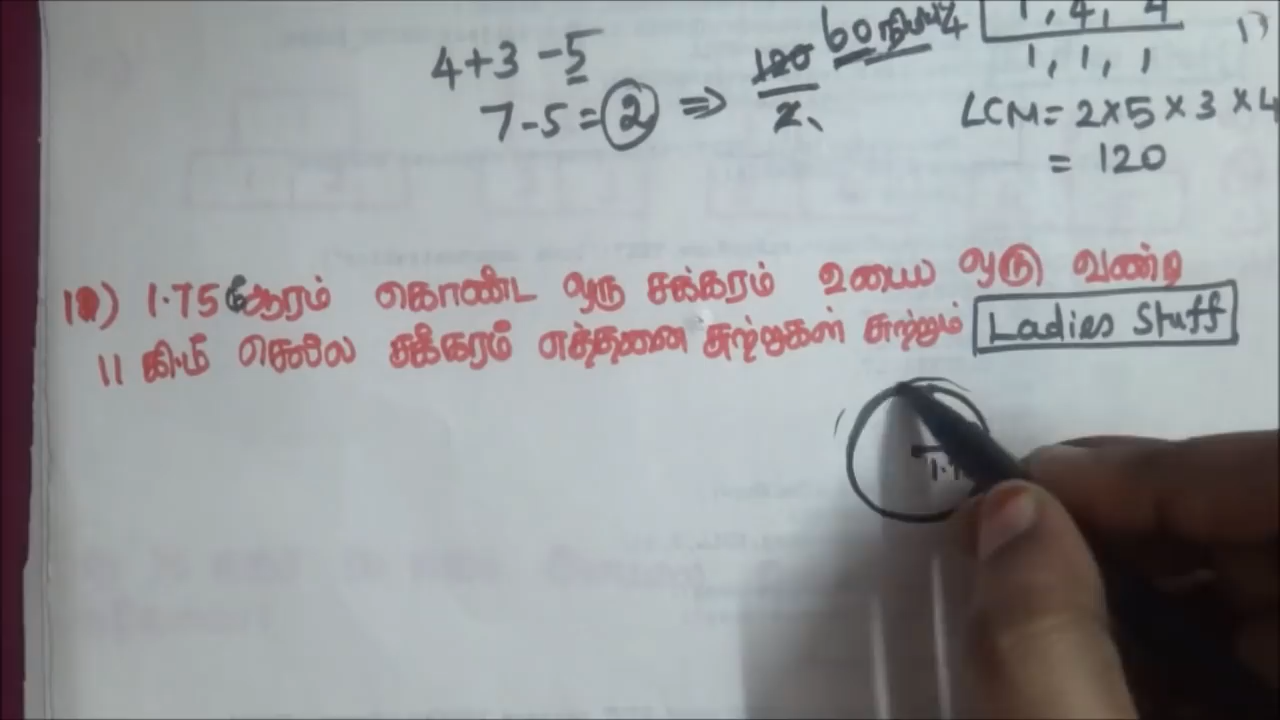 4+3 -5
7-5=2 ⇒ 120/2 60
1, 4, 4
1, 1, 1
LCM = 2×5×3×4
= 120
1.75 ஆரம் கொண்ட ஒரு சக்கரம் உடைய ஒரு வண்டி
11 கி.மீ செல்ல சக்கரம் எத்தனை சுற்றுகள் சுற்றும் Ladies Stuff